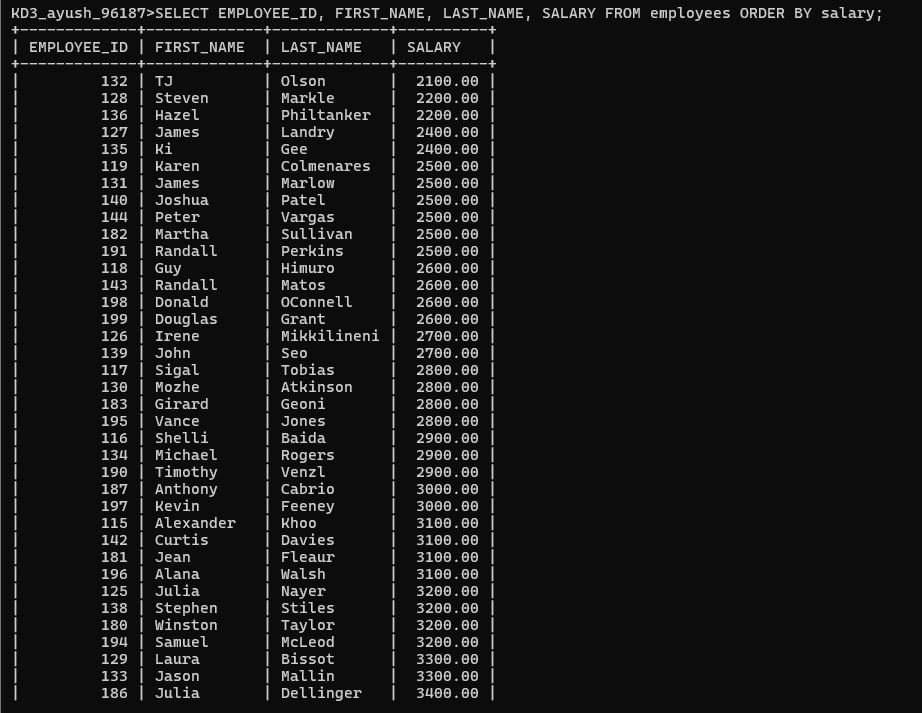 KD3_ayush_96187>SELECT EMPLOYEE_ID, FIRST_NAME, LAST_NAME, SALARY FROM employees ORDER BY salary;
+-------------+-------------+-------------+----------+
| EMPLOYEE_ID | FIRST_NAME  | LAST_NAME   | SALARY   |
+-------------+-------------+-------------+----------+
|         132 | TJ          | Olson       |  2100.00 |
|         128 | Steven      | Markle      |  2200.00 |
|         136 | Hazel       | Philtanker  |  2200.00 |
|         127 | James       | Landry      |  2400.00 |
|         135 | Ki          | Gee         |  2400.00 |
|         119 | Karen       | Colmenares  |  2500.00 |
|         131 | James       | Marlow      |  2500.00 |
|         140 | Joshua      | Patel       |  2500.00 |
|         144 | Peter       | Vargas      |  2500.00 |
|         182 | Martha      | Sullivan    |  2500.00 |
|         191 | Randall     | Perkins     |  2500.00 |
|         118 | Guy         | Himuro      |  2600.00 |
|         143 | Randall     | Matos       |  2600.00 |
|         198 | Donald      | OConnell    |  2600.00 |
|         199 | Douglas     | Grant       |  2600.00 |
|         126 | Irene       | Mikkilineni |  2700.00 |
|         139 | John        | Seo         |  2700.00 |
|         117 | Sigal       | Tobias      |  2800.00 |
|         130 | Mozhe       | Atkinson    |  2800.00 |
|         183 | Girard      | Geoni       |  2800.00 |
|         195 | Vance       | Jones       |  2800.00 |
|         116 | Shelli      | Baida       |  2900.00 |
|         134 | Michael     | Rogers      |  2900.00 |
|         190 | Timothy     | Venzl       |  2900.00 |
|         187 | Anthony     | Cabrio      |  3000.00 |
|         197 | Kevin       | Feeney      |  3000.00 |
|         115 | Alexander   | Khoo        |  3100.00 |
|         142 | Curtis      | Davies      |  3100.00 |
|         181 | Jean        | Fleaur      |  3100.00 |
|         196 | Alana       | Walsh       |  3100.00 |
|         125 | Julia       | Nayer       |  3200.00 |
|         138 | Stephen     | Stiles      |  3200.00 |
|         180 | Winston     | Taylor      |  3200.00 |
|         194 | Samuel      | McLeod      |  3200.00 |
|         129 | Laura       | Bissot      |  3300.00 |
|         133 | Jason       | Mallin      |  3300.00 |
|         186 | Julia       | Dellinger   |  3400.00 |